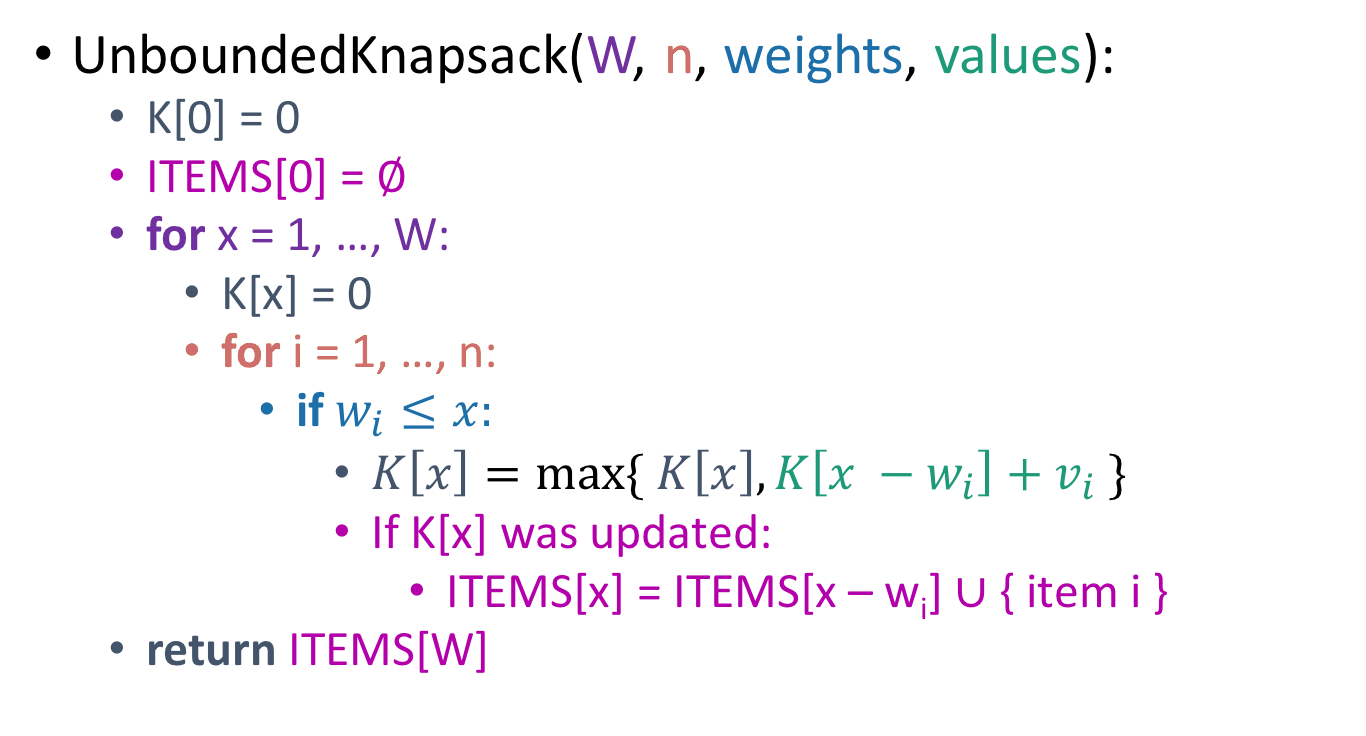 • UnboundedKnapsack(W, n, weights, values):
• K[0] = 0
• ITEMS[0] = ∅
• for x = 1, …, W:
• K[x] = 0
• for i = 1, …, n:
• if wᵢ ≤ x:
• K[x] = max{ K[x], K[x − wᵢ] + vᵢ }
• If K[x] was updated:
• ITEMS[x] = ITEMS[x – wᵢ] ∪ { item i }
• return ITEMS[W]